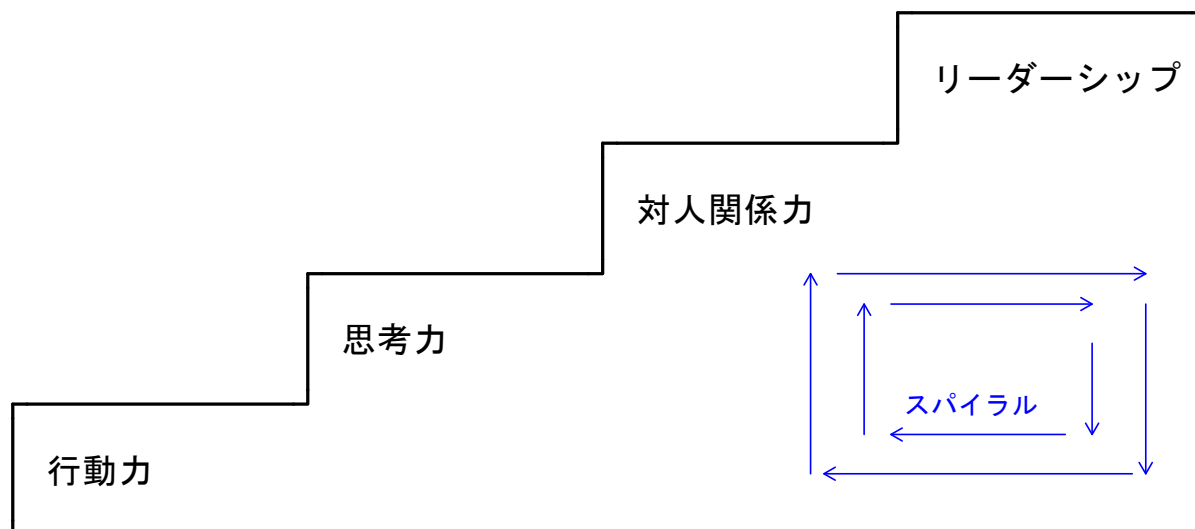 リーダーシップ
対人関係力
思考力
スパイラル
行動力